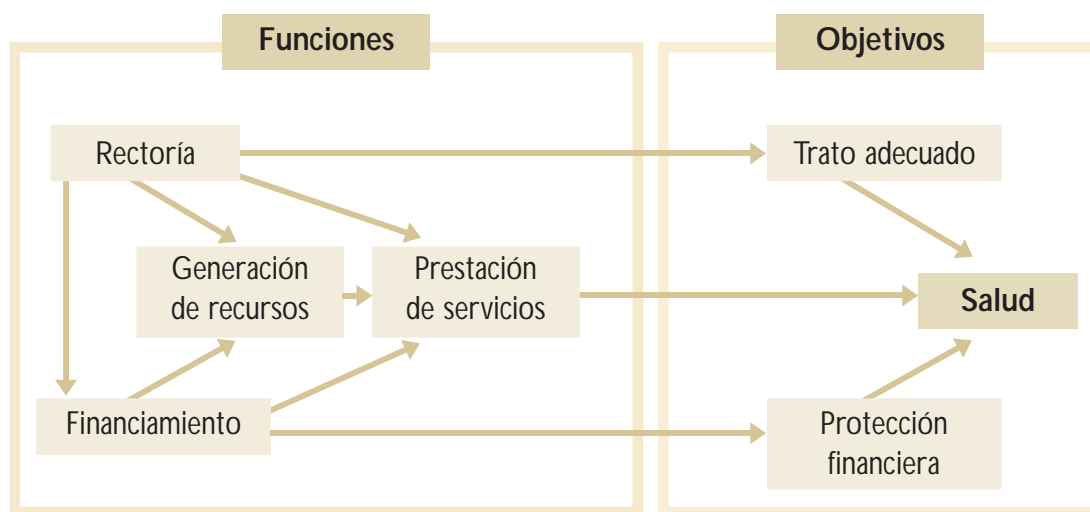 Funciones
Objetivos
Rectoría
Trato adecuado
Generación
de recursos
Prestación
de servicios
Salud
Financiamiento
Protección
financiera